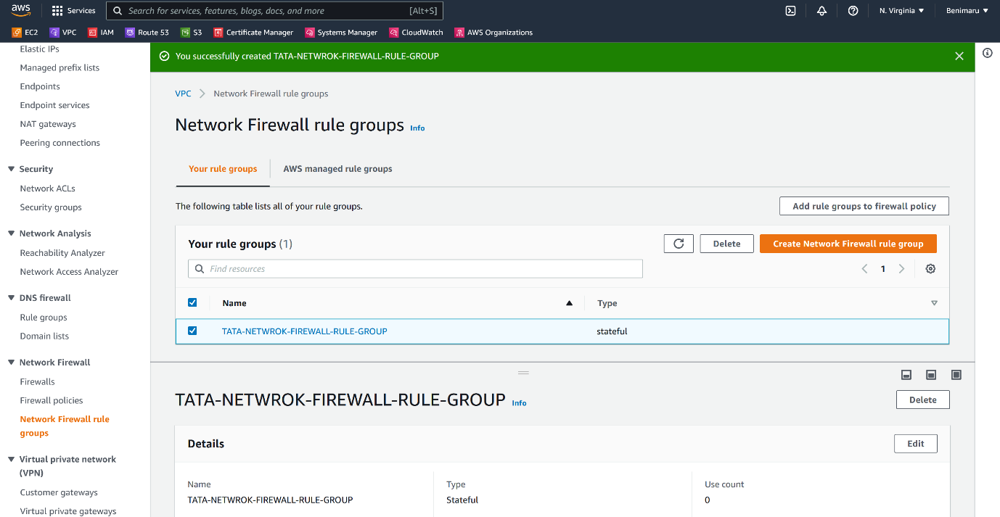 aws
Services
Search for services, features, blogs, docs, and more [Alt+S]
N. Virginia
Benimaru
EC2
VPC
IAM
Route 53
S3
Certificate Manager
Systems Manager
CloudWatch
AWS Organizations
Elastic IPs
Managed prefix lists
Endpoints
Endpoint services
NAT gateways
Peering connections
Security
Network ACLs
Security groups
Network Analysis
Reachability Analyzer
Network Access Analyzer
DNS firewall
Rule groups
Domain lists
Network Firewall
Firewalls
Firewall policies
Network Firewall rule
groups
Virtual private network
(VPN)
Customer gateways
Virtual private gateways
You successfully created TATA-NETWROK-FIREWALL-RULE-GROUP
VPC > Network Firewall rule groups
Network Firewall rule groups Info
Your rule groups
AWS managed rule groups
The following table lists all of your rule groups.
Add rule groups to firewall policy
Your rule groups (1)
Delete
Create Network Firewall rule group
Find resources
1
Name
Type
TATA-NETWROK-FIREWALL-RULE-GROUP
stateful
TATA-NETWROK-FIREWALL-RULE-GROUP Info
Delete
Details
Edit
Name
TATA-NETWROK-FIREWALL-RULE-GROUP
Type
Stateful
Use count
0